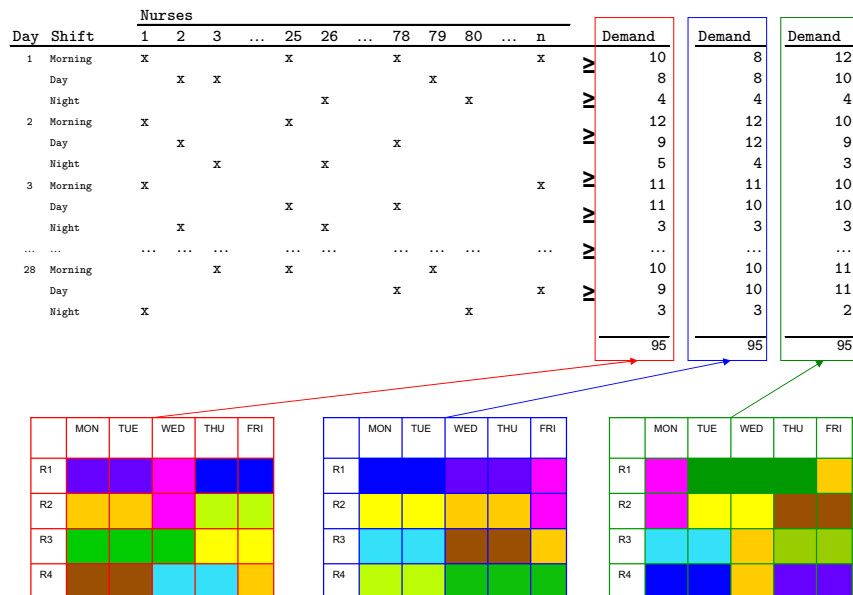 Nurses
Day Shift 1 2 3 ... 25 26 ... 78 79 80 ... n Demand Demand Demand
1 Morning x x x x ≥ 10 8 12
Day x x x 8 8 10
Night x x ≥ 4 4 4
2 Morning x x 12 12 10
Day x x ≥ 9 12 9
Night x x 5 4 3
3 Morning x x ≥ 11 11 10
Day x x ≥ 11 10 10
Night x x 3 3 3
... ... ... ... ... ... ... ... ... ... ... ≥ ... ... ...
28 Morning x x x 10 10 11
Day x x ≥ 9 10 11
Night x x 3 3 2
95 95 95
MON TUE WED THU FRI MON TUE WED THU FRI MON TUE WED THU FRI
R1 R1 R1
R2 R2 R2
R3 R3 R3
R4 R4 R4